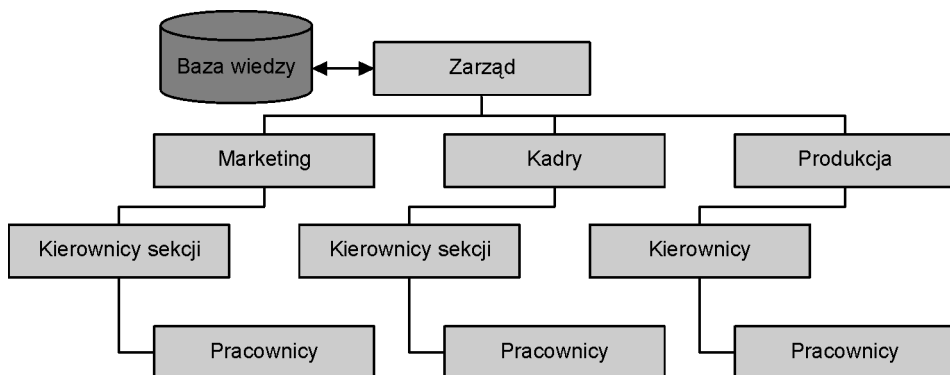 Baza wiedzy
Zarząd
Marketing
Kadry
Produkcja
Kierownicy sekcji
Kierownicy sekcji
Kierownicy
Pracownicy
Pracownicy
Pracownicy